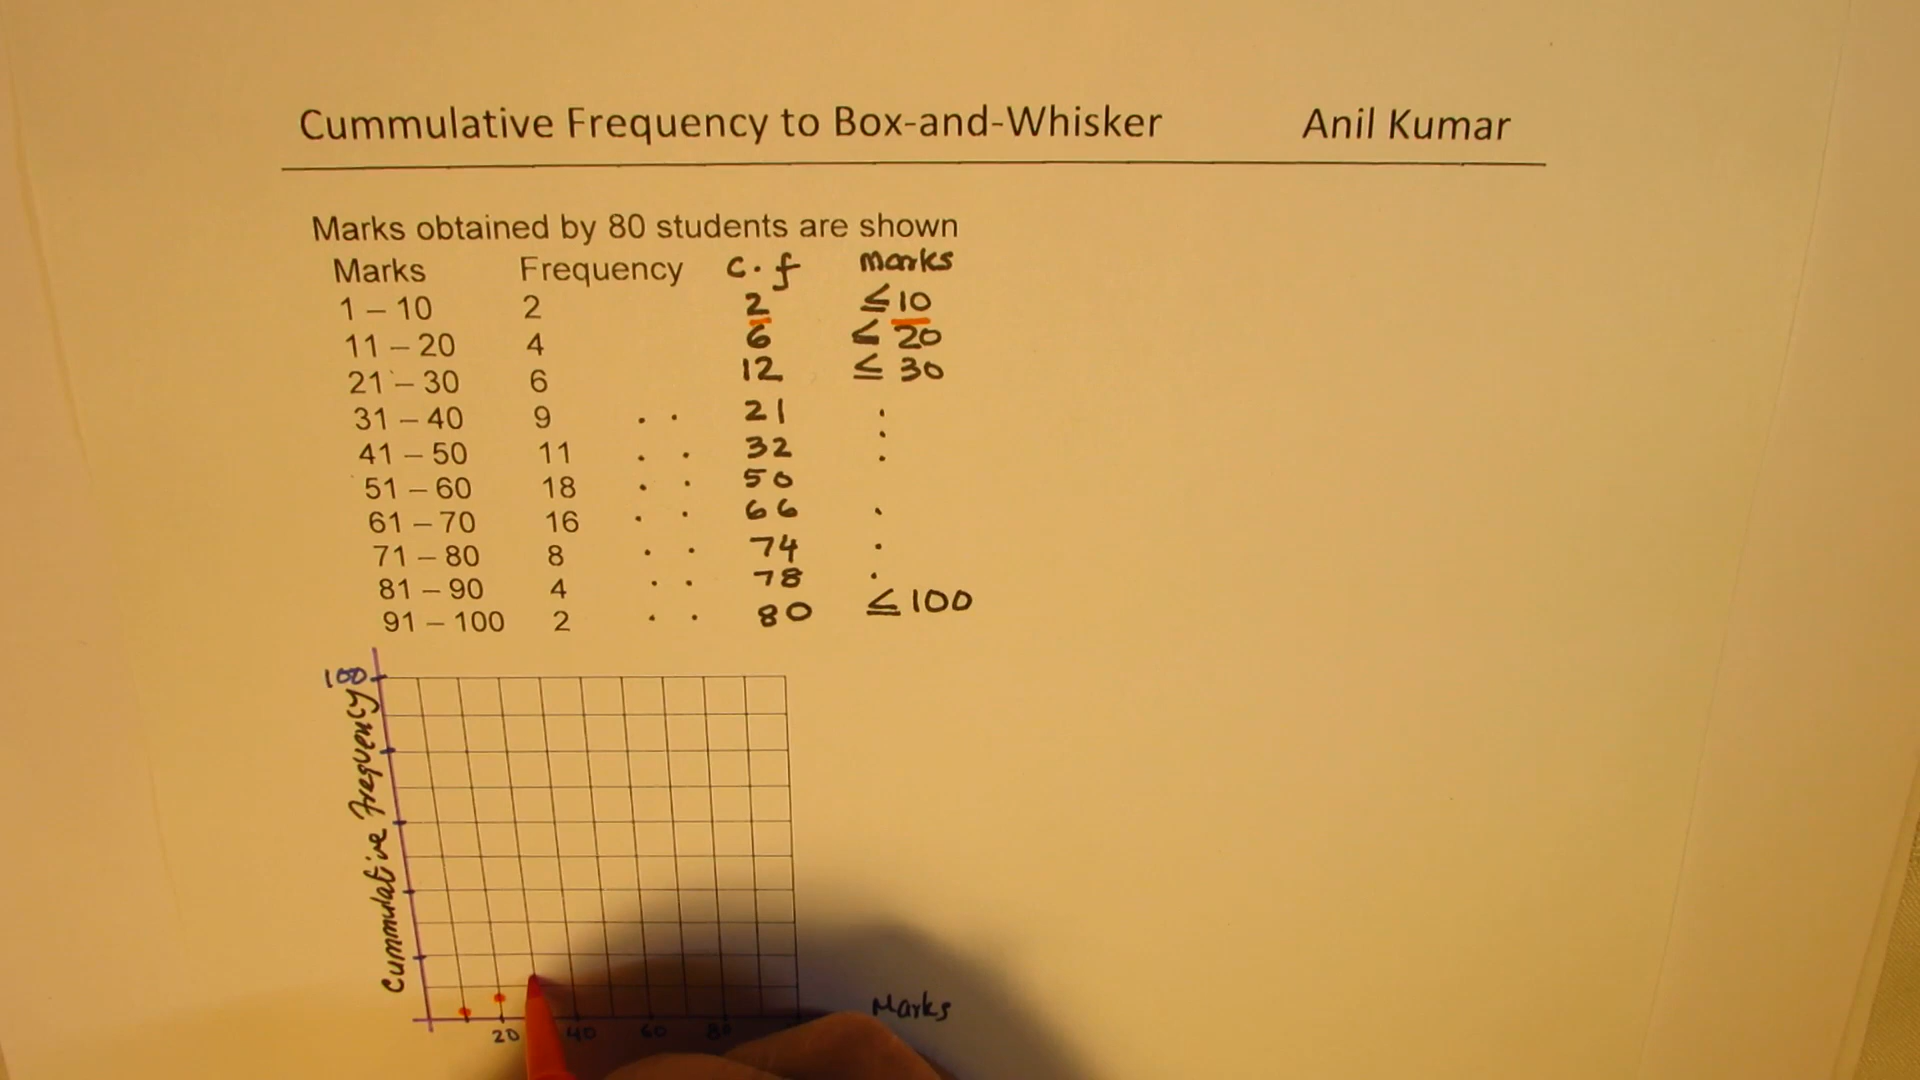 Cummulative Frequency to Box-and-Whisker Anil Kumar
Marks obtained by 80 students are shown
Marks Frequency c.f marks
1 – 10 2 2 ≤ 10
11 – 20 4 6 ≤ 20
21 – 30 6 12 ≤ 30
31 – 40 9 . . 21 .
41 – 50 11 . . 32 .
51 – 60 18 . . 50
61 – 70 16 . . 66 .
71 – 80 8 . . 74 .
81 – 90 4 . . 78 .
91 – 100 2 . . 80 ≤ 100
100
Cummulative Frequency
Marks
20 40 60 80